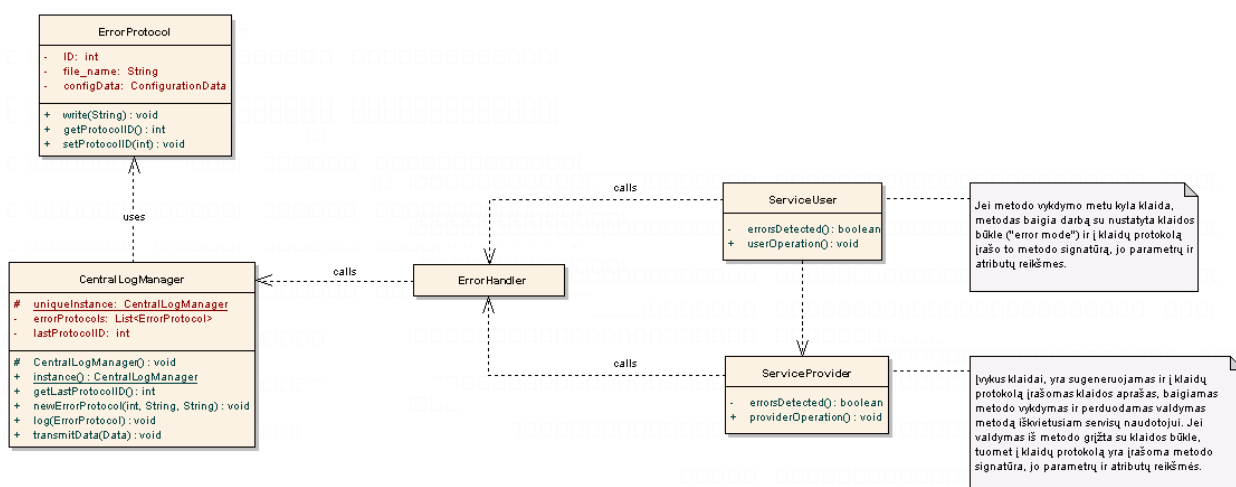 ErrorProtocol
- ID: int
- file_name: String
- configData: ConfigurationData
+ write(String) : void
+ getProtocolID() : int
+ setProtocolID(int) : void
uses
CentralLogManager
# uniqueInstance: CentralLogManager
- errorProtocols: List<ErrorProtocol>
- lastProtocolID: int
# CentralLogManager() : void
+ instance() : CentralLogManager
+ getLastProtocolID() : int
+ newErrorProtocol(int, String, String) : void
+ log(ErrorProtocol) : void
+ transmitData(Data) : void
calls
ErrorHandler
calls
calls
ServiceUser
- errorsDetected() : boolean
+ userOperation() : void
ServiceProvider
- errorsDetected() : boolean
+ providerOperation() : void
Jei metodo vykdymo metu kyla klaida,
metodas baigia darbą su nustatyta klaidos
būkle ("error mode") ir į klaidų protokolą
įrašo to metodo signatūrą, jo parametrų ir
atributų reikšmes.
Įvykus klaidai, yra sugeneruojamas ir į klaidų
protokolą įrašomas klaidos aprašas, baigiamas
metodo vykdymas ir perduodamas valdymas
metodą iškvietusiam servisų naudotojui. Jei
valdymas iš metodo grįžta su klaidos būkle,
tuomet į klaidų protokolą yra įrašoma metodo
signatūra, jo parametrų ir atributų reikšmės.